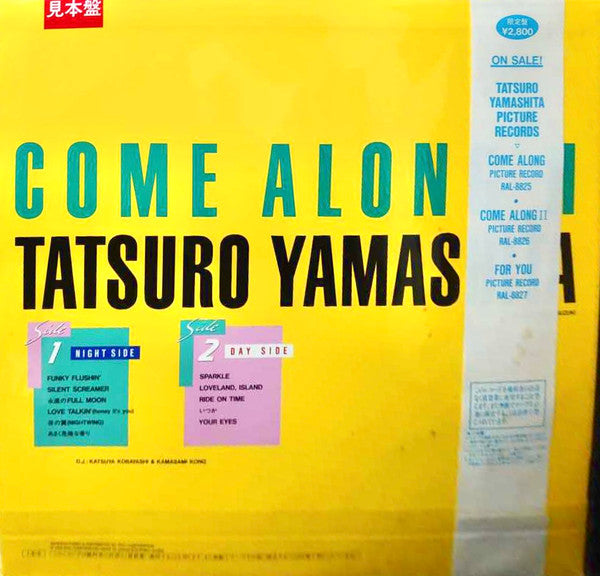 見本盤
限定盤
¥2,800
ON SALE!
TATSURO
YAMASHITA
PICTURE
RECORDS
▽
COME ALONG
PICTURE RECORD
RAL-8825
•
COME ALONG II
PICTURE RECORD
RAL-8826
•
FOR YOU
PICTURE RECORD
RAL-8827
COME ALON
TATSURO YAMAS A
Side
1 NIGHT SIDE
FUNKY FLUSHIN'
SILENT SCREAMER
永遠のFULL MOON
LOVE TALKIN' (honey It's you)
夜の翼(NIGHTWING)
あまく危険な香り
Side
2 DAY SIDE
SPARKLE
LOVELAND, ISLAND
RIDE ON TIME
いつか
YOUR EYES
D.J.: KATSUYA KOBAYASHI & KAMASAMI KONG